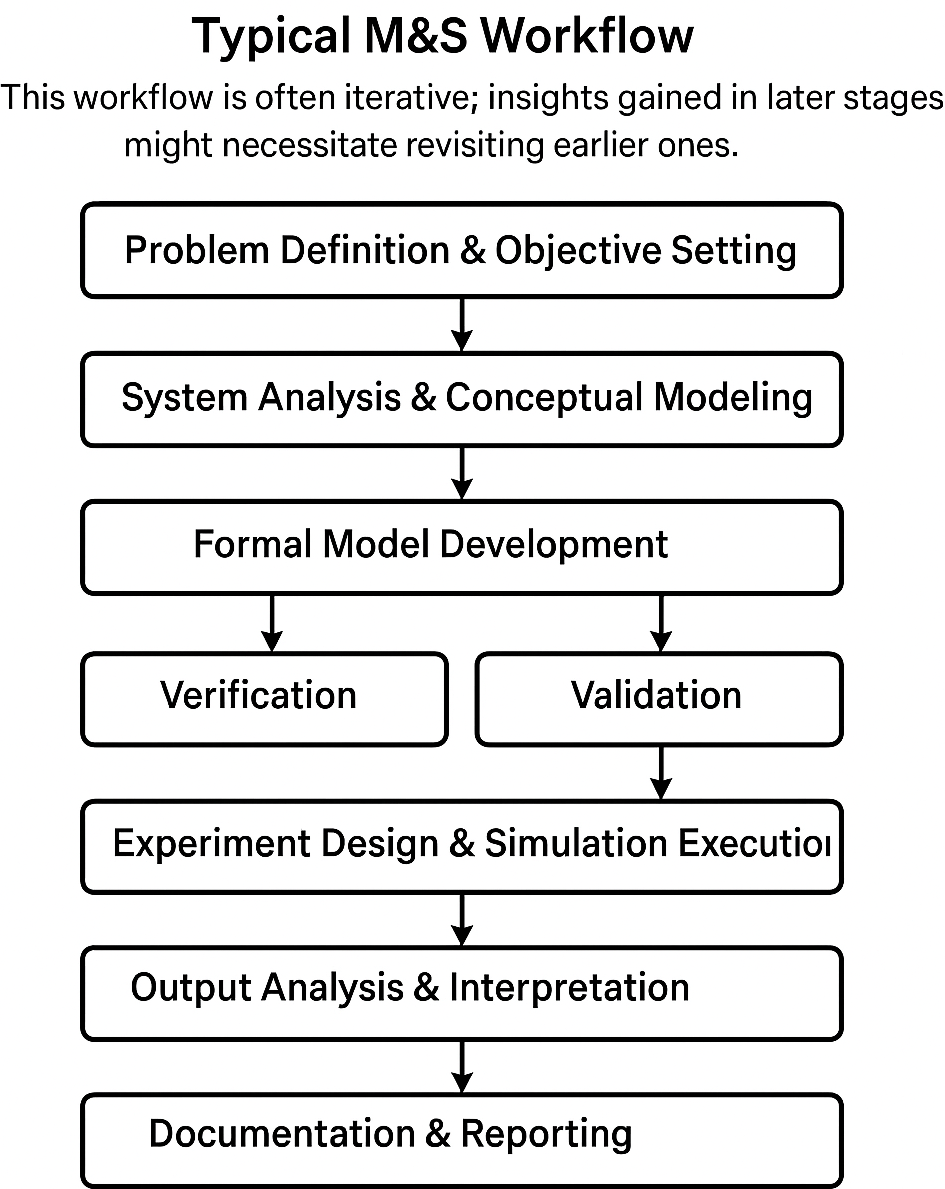 Typical M&S Workflow
This workflow is often iterative; insights gained in later stages
might necessitate revisiting earlier ones.
Problem Definition & Objective Setting
System Analysis & Conceptual Modeling
Formal Model Development
Verification
Validation
Experiment Design & Simulation Execution
Output Analysis & Interpretation
Documentation & Reporting